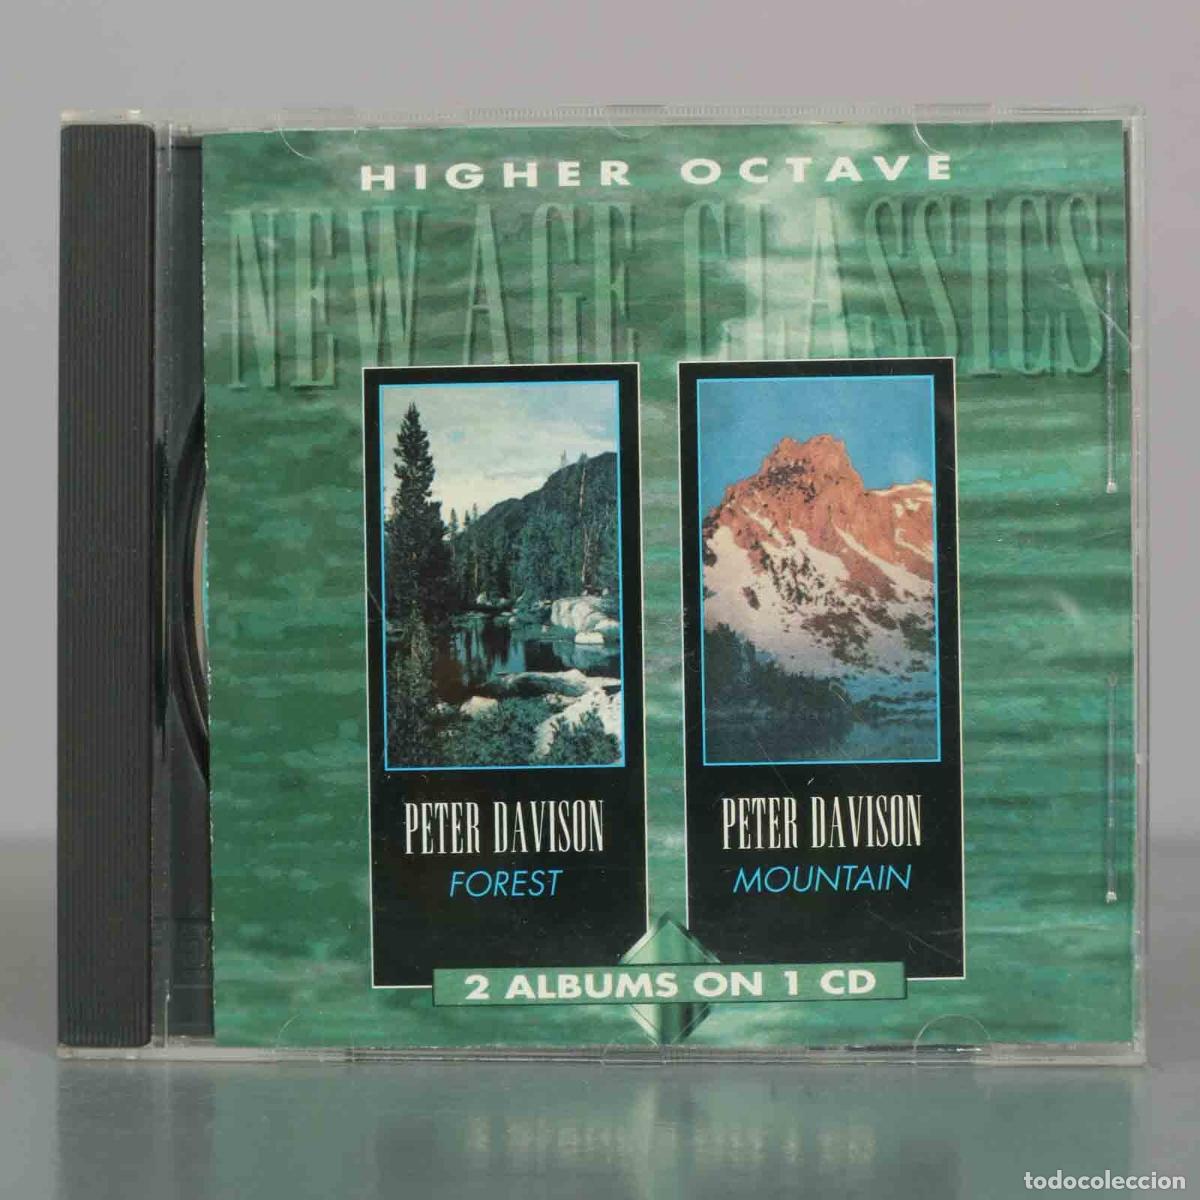 HIGHER OCTAVE
NEW AGE CLASSICS
PETER DAVISON
FOREST
PETER DAVISON
MOUNTAIN
2 ALBUMS ON 1 CD
todocoleccion